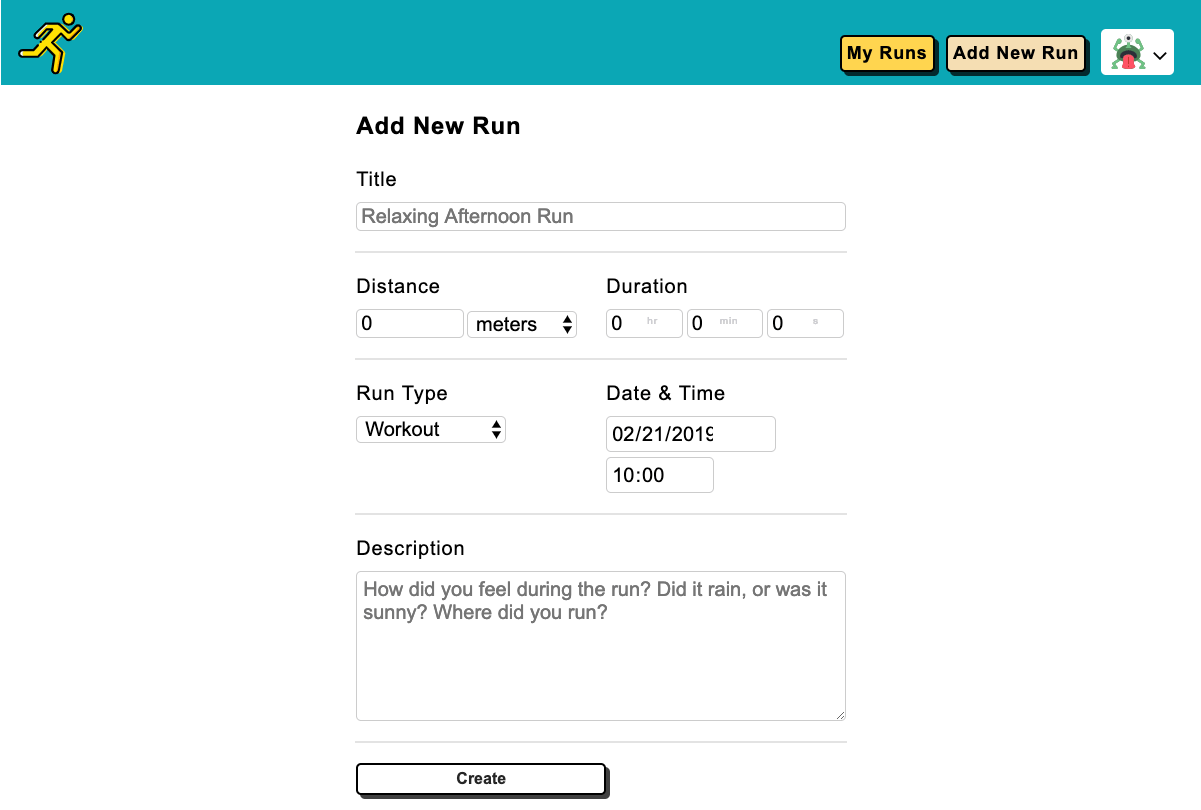 My Runs
Add New Run
Add New Run
Title
Relaxing Afternoon Run
Distance
Duration
0
meters
0 hr
0 min
0 s
Run Type
Date & Time
Workout
02/21/2019
10:00
Description
How did you feel during the run? Did it rain, or was it
sunny? Where did you run?
Create